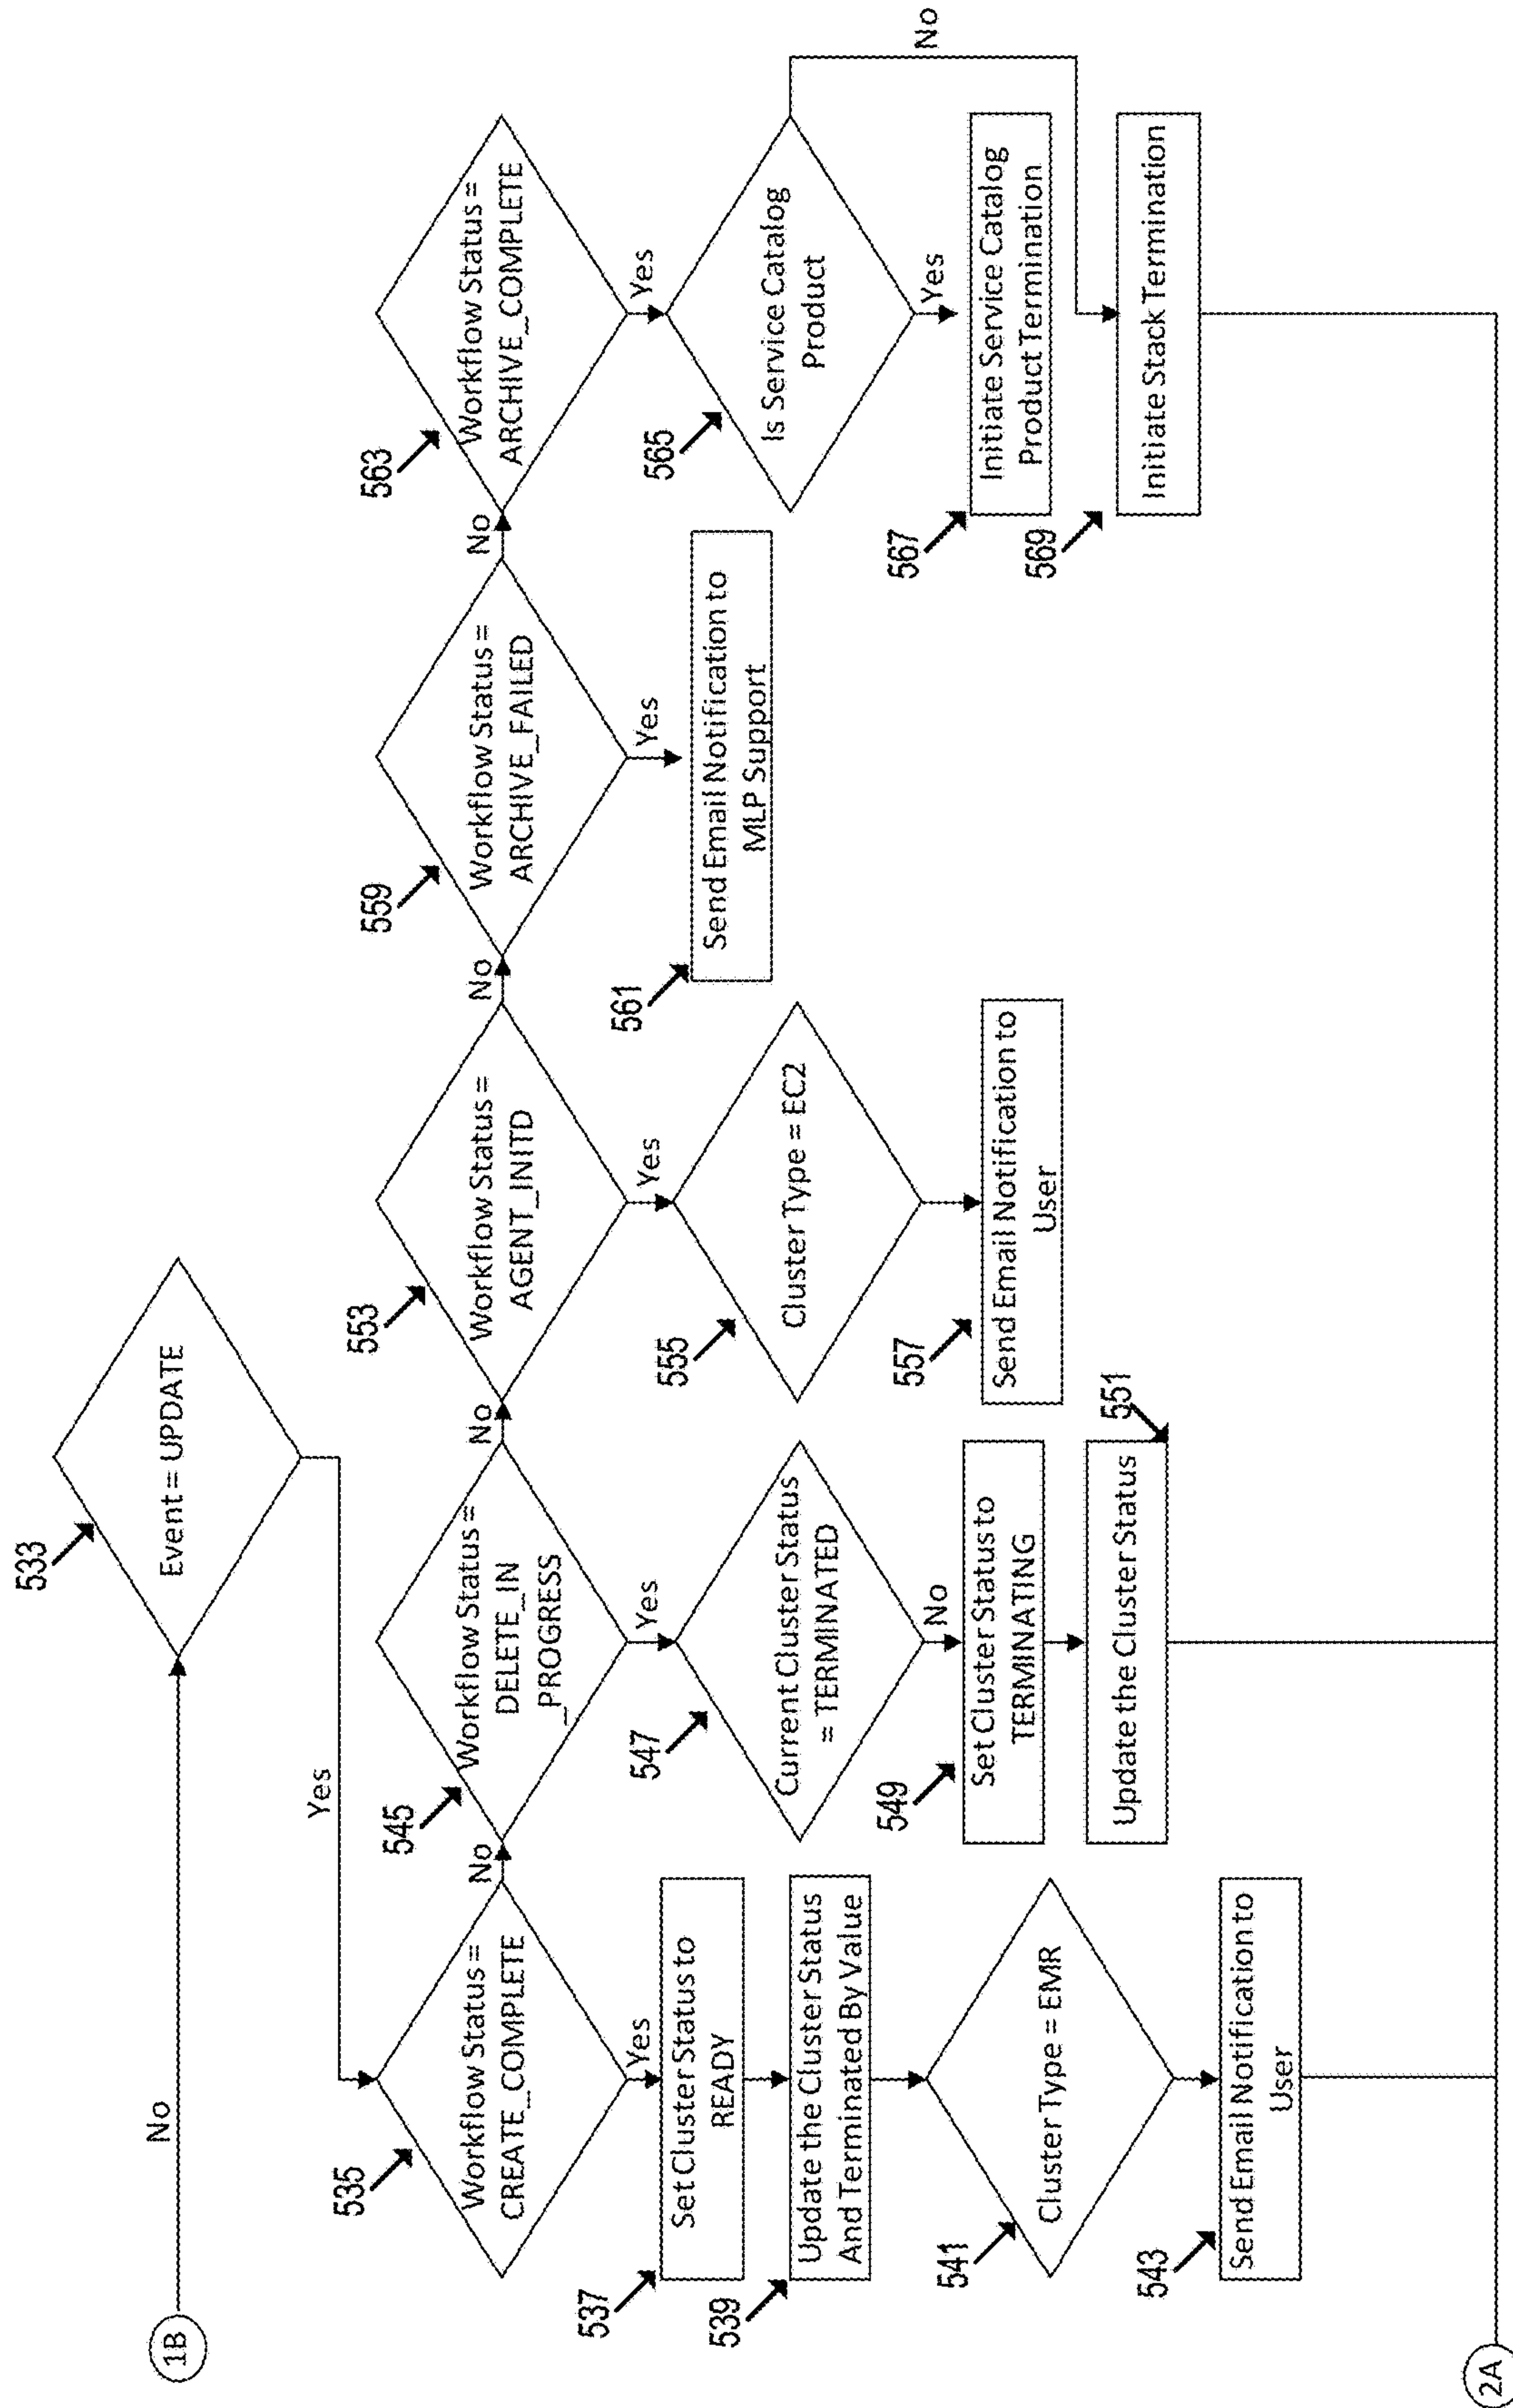 1B
No
533
Event = UPDATE
Yes
535
Workflow Status =
CREATE_COMPLETE
No
Yes
537
Set Cluster Status to
READY
539
Update the Cluster Status
And Terminated By Value
541
Cluster Type = EMR
543
Send Email Notification to
User
545
Workflow Status =
DELETE_IN
_PROGRESS
No
Yes
547
Current Cluster Status
= TERMINATED
No
549
Set Cluster Status to
TERMINATING
551
Update the Cluster Status
553
Workflow Status =
AGENT_INITD
No
Yes
555
Cluster Type = EC2
557
Send Email Notification to
User
559
Workflow Status =
ARCHIVE_FAILED
No
Yes
561
Send Email Notification to
MLP Support
563
Workflow Status =
ARCHIVE_COMPLETE
Yes
565
Is Service Catalog
Product
No
Yes
567
Initiate Service Catalog
Product Termination
569
Initiate Stack Termination
2A